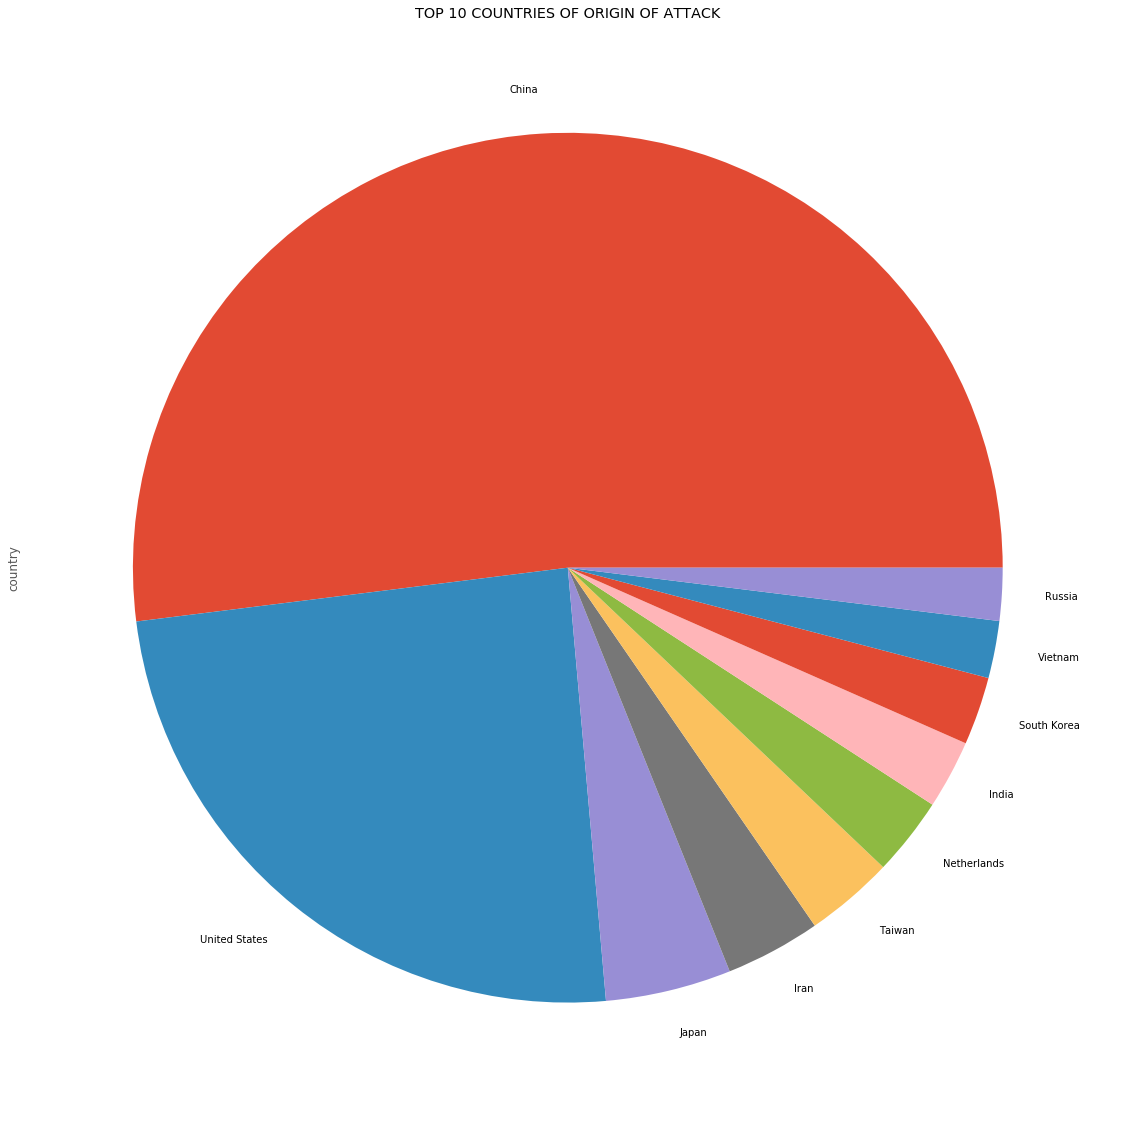 TOP 10 COUNTRIES OF ORIGIN OF ATTACK
China
country
Russia
Vietnam
South Korea
India
Netherlands
Taiwan
United States
Iran
Japan